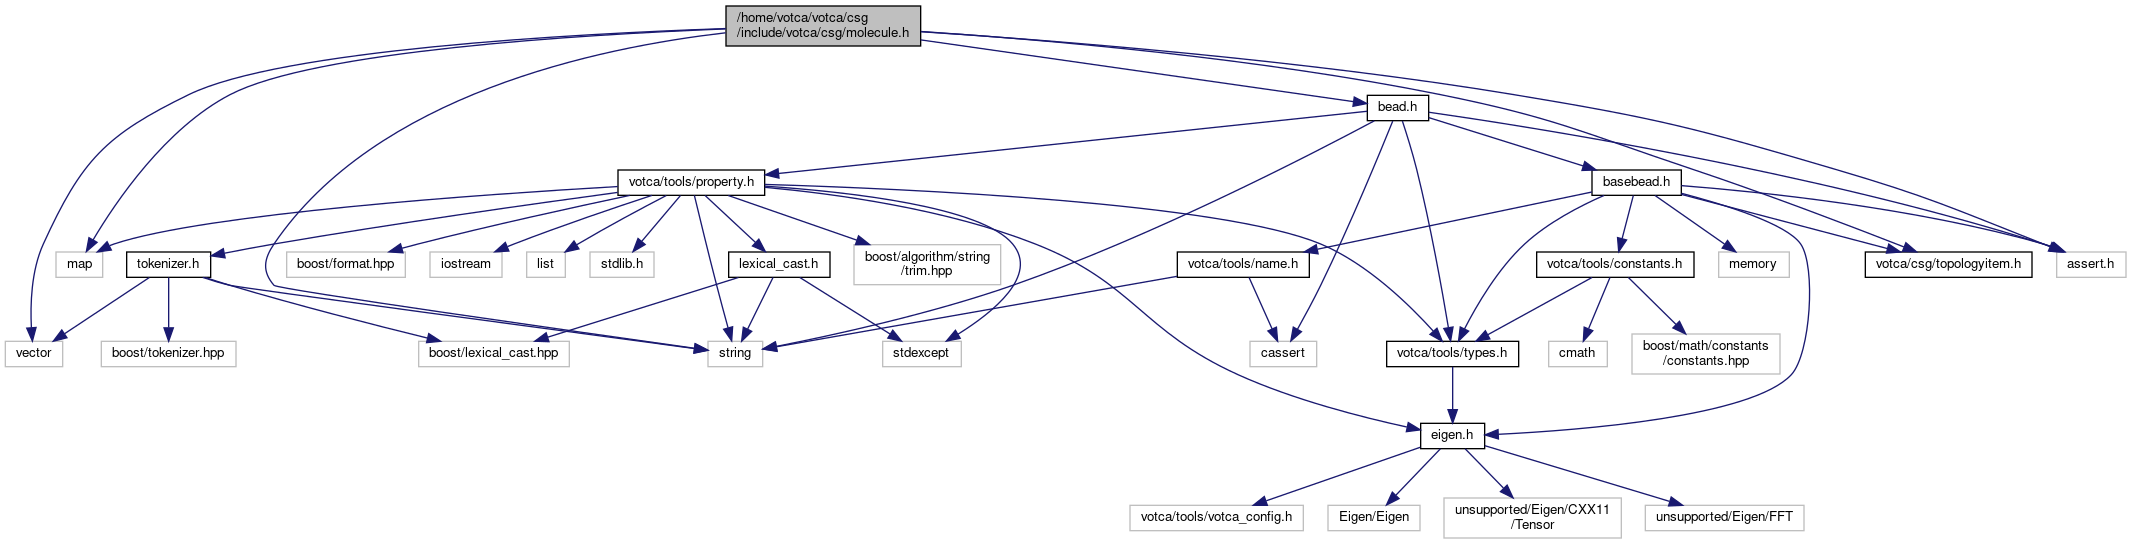 /home/votca/votca/csg
/include/votca/csg/molecule.h
bead.h
votca/tools/property.h
basebead.h
map
tokenizer.h
boost/format.hpp
iostream
list
stdlib.h
lexical_cast.h
boost/algorithm/string
/trim.hpp
votca/tools/name.h
votca/tools/constants.h
memory
votca/csg/topologyitem.h
assert.h
vector
boost/tokenizer.hpp
boost/lexical_cast.hpp
string
stdexcept
cassert
votca/tools/types.h
cmath
boost/math/constants
/constants.hpp
eigen.h
votca/tools/votca_config.h
Eigen/Eigen
unsupported/Eigen/CXX11
/Tensor
unsupported/Eigen/FFT